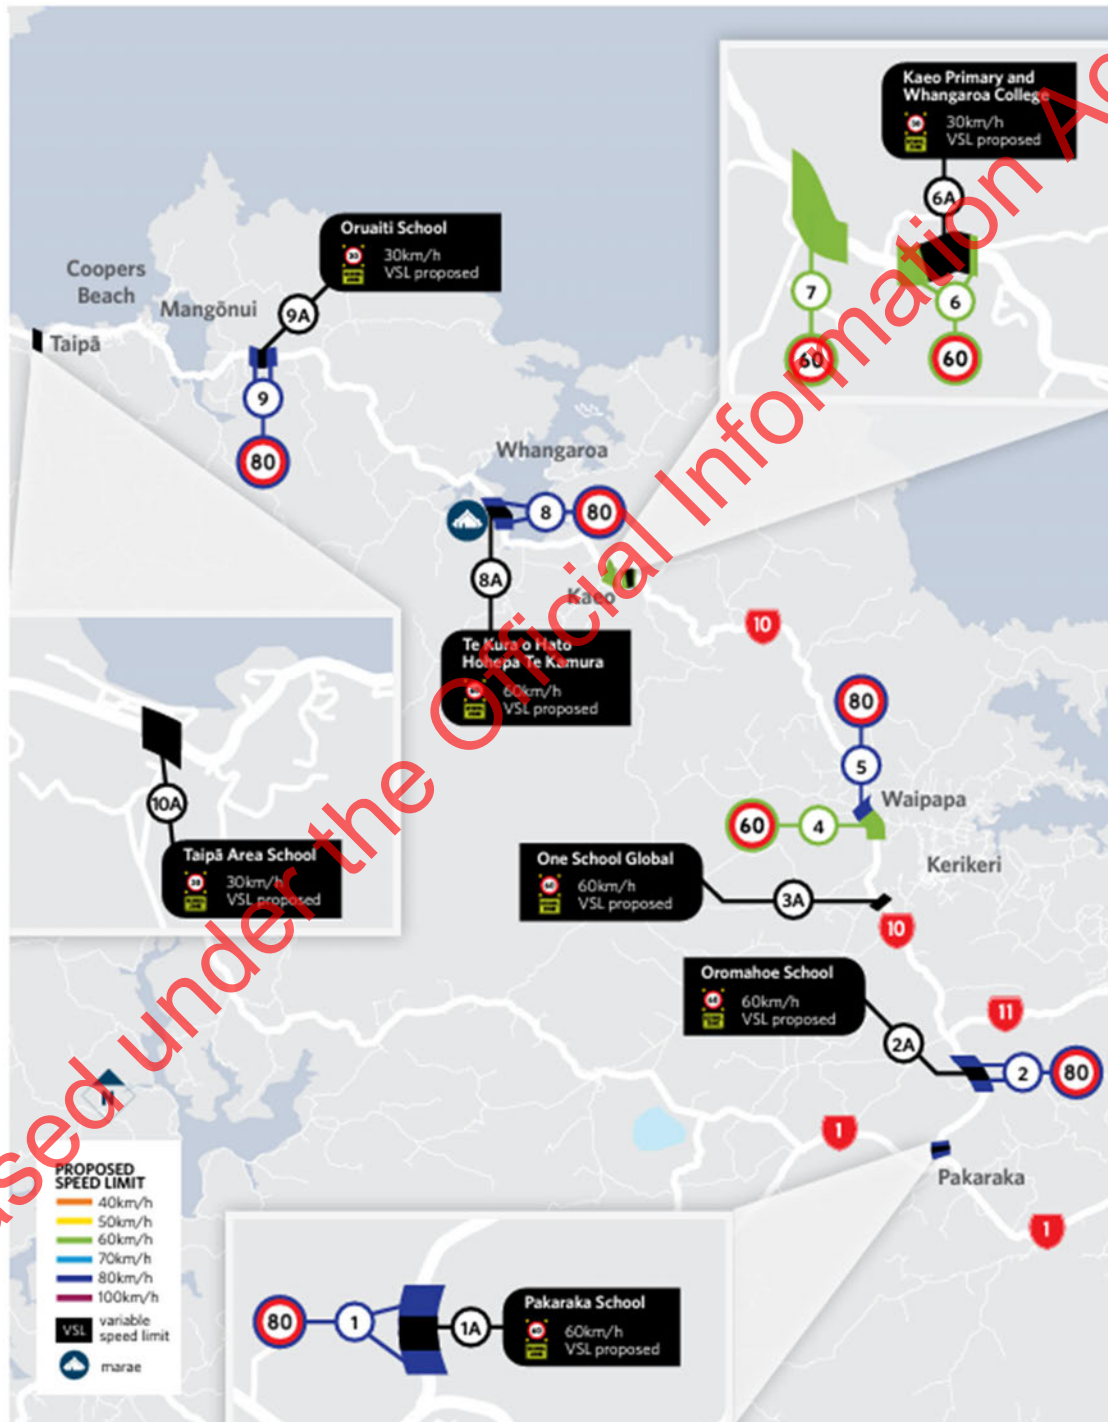 Kaeo Primary and
Whangaroa College
30km/h
VSL proposed
6A
7
6
60
60
Oruaiti School
30km/h
VSL proposed
9A
Coopers
Beach
Mangōnui
Taipā
9
80
Whangaroa
8
80
8A
Kaeo
Te Kura o Hato
Hohepa Te Kamura
60km/h
VSL proposed
10
80
5
Waipapa
60
4
Kerikeri
10A
Taipā Area School
30km/h
VSL proposed
One School Global
60km/h
VSL proposed
3A
10
Oromahoe School
60km/h
VSL proposed
11
2A
2
80
1
Pakaraka
1
N
PROPOSED
SPEED LIMIT
40km/h
50km/h
60km/h
70km/h
80km/h
100km/h
VSL
variable
speed limit
marae
80
1
1A
Pakaraka School
60km/h
VSL proposed
ased under the Official Information Ac